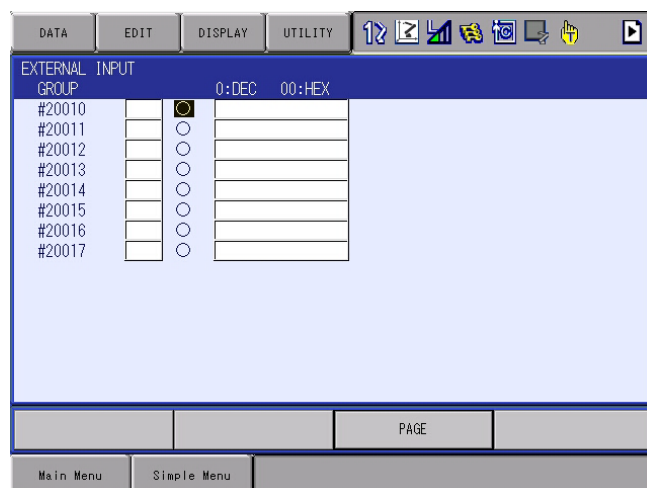 DATA EDIT DISPLAY UTILITY
EXTERNAL INPUT
GROUP 0:DEC 00:HEX
#20010
#20011
#20012
#20013
#20014
#20015
#20016
#20017
PAGE
Main Menu Simple Menu